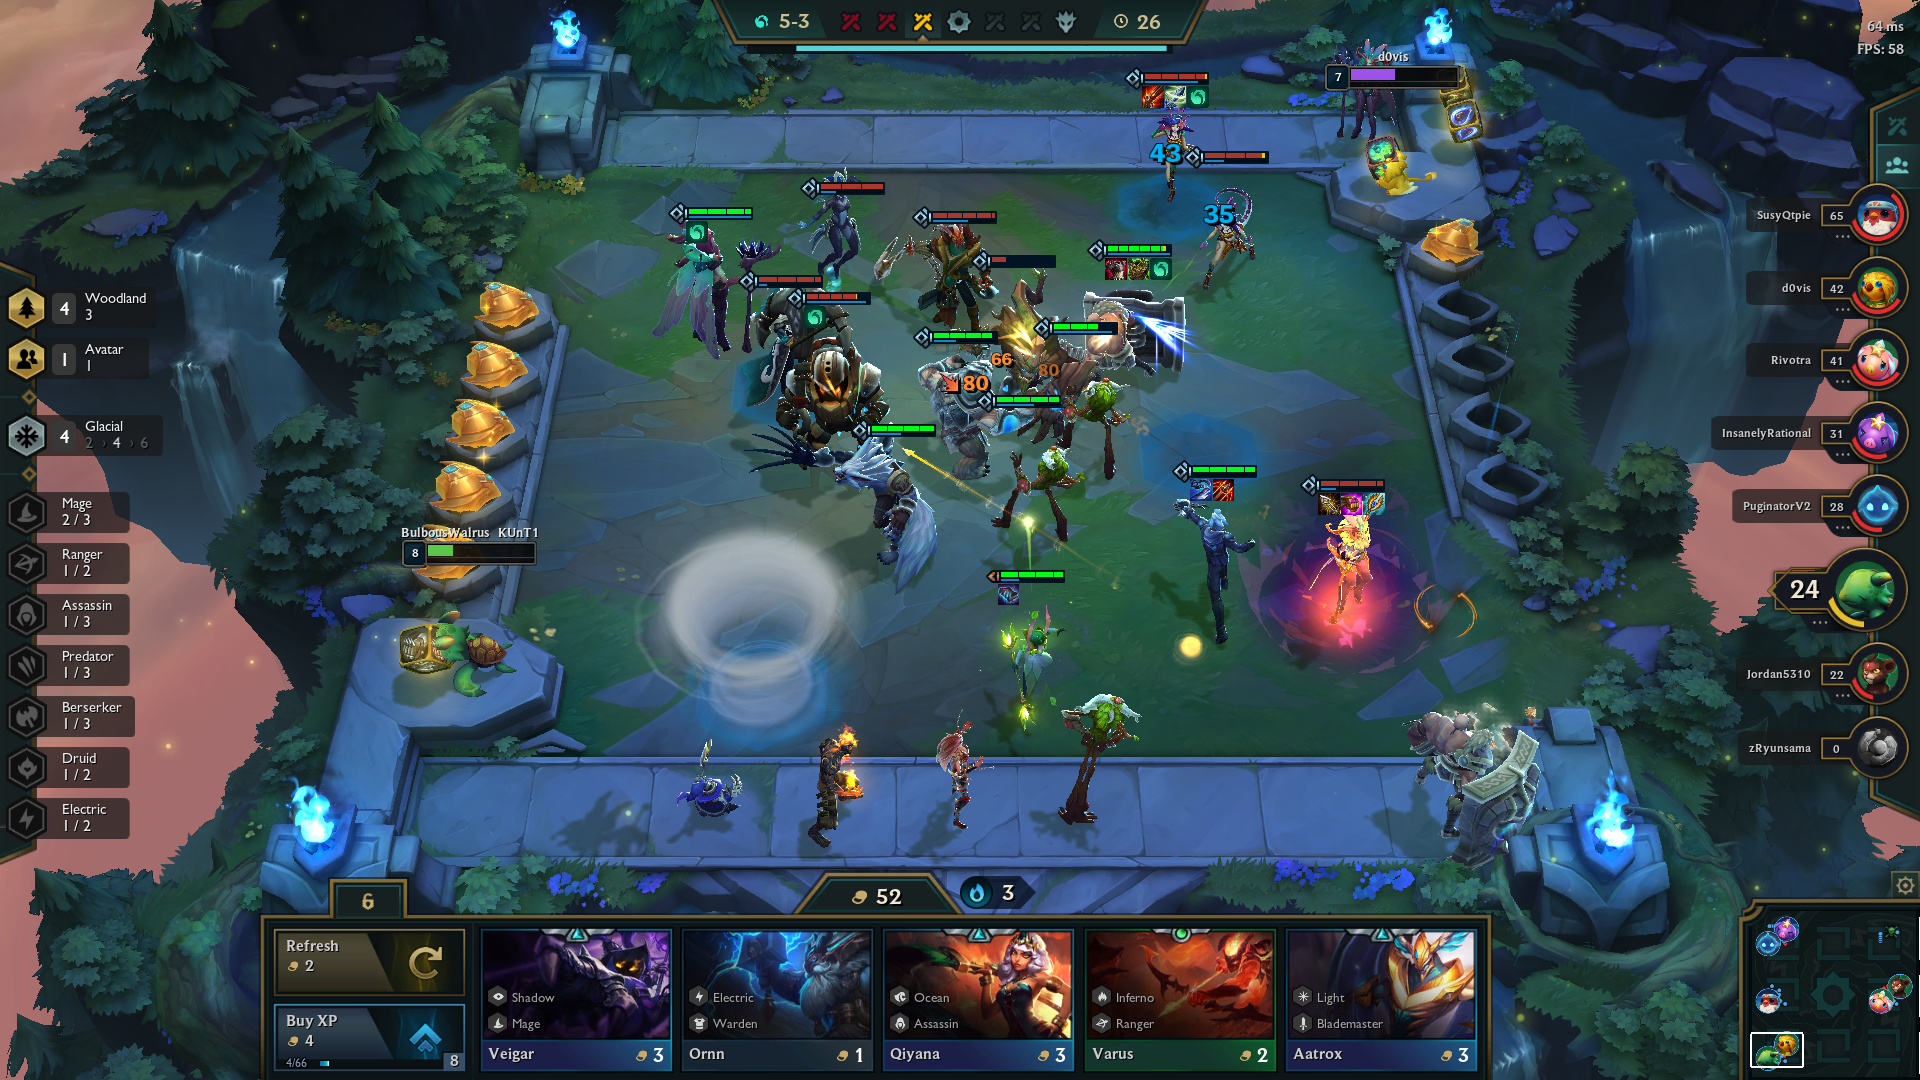 5-3
26
64 ms
FPS: 58
d0vis
7
43
35
SusyQtpie 65
d0vis 42
Rivotra 41
InsanelyRational 31
PuginatorV2 28
24
Jordan5310 22
zRyunsama 0
4 Woodland
3
1 Avatar
1
4 Glacial
2 › 4 › 6
Mage
2 / 3
Ranger
1 / 2
Assassin
1 / 3
Predator
1 / 3
Berserker
1 / 3
Druid
1 / 2
Electric
1 / 2
66
80
80
BulbousWalrus KUnT1
8
6
52
3
Refresh
2
Buy XP
4
4/66
8
Shadow
Mage
Veigar 3
Electric
Warden
Ornn 1
Ocean
Assassin
Qiyana 3
Inferno
Ranger
Varus 2
Light
Blademaster
Aatrox 3